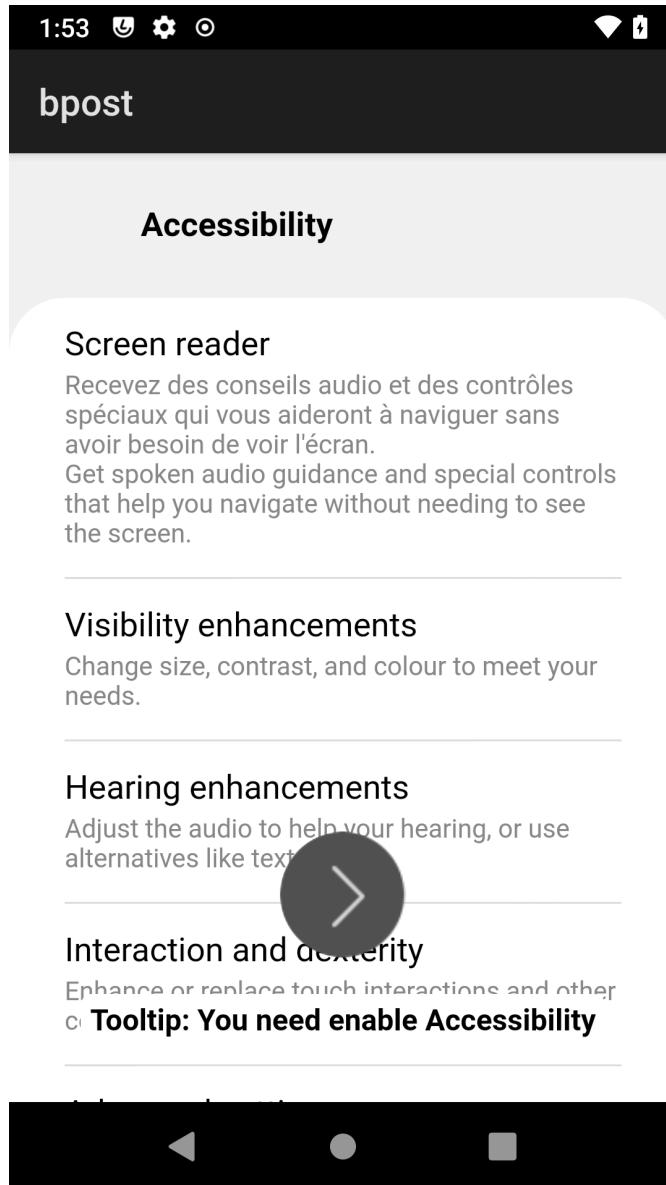 1:53
bpost
Accessibility
Screen reader
Recevez des conseils audio et des contrôles
spéciaux qui vous aideront à naviguer sans
avoir besoin de voir l'écran.
Get spoken audio guidance and special controls
that help you navigate without needing to see
the screen.
Visibility enhancements
Change size, contrast, and colour to meet your
needs.
Hearing enhancements
Adjust the audio to help your hearing, or use
alternatives like text
Interaction and dexterity
Enhance or replace touch interactions and other
Tooltip: You need enable Accessibility